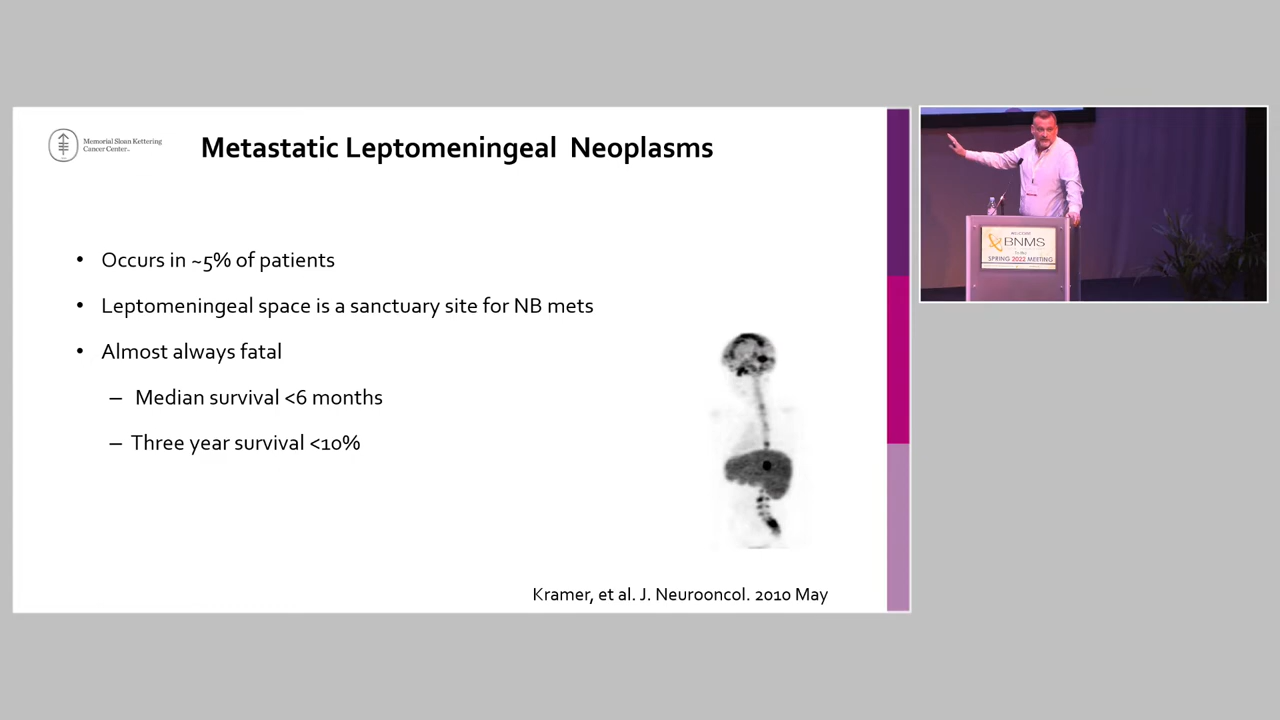 Memorial Sloan Kettering
Cancer Center
Metastatic Leptomeningeal Neoplasms
• Occurs in ~5% of patients
• Leptomeningeal space is a sanctuary site for NB mets
• Almost always fatal
– Median survival <6 months
– Three year survival <10%
Kramer, et al. J. Neurooncol. 2010 May
WELCOME
BNMS
SPRING 2022 MEETING